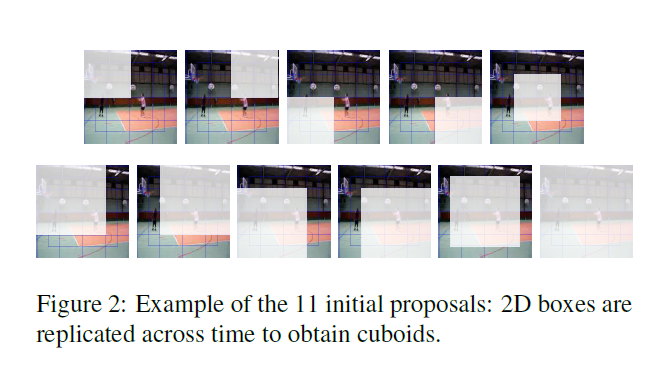 Figure 2: Example of the 11 initial proposals: 2D boxes are
replicated across time to obtain cuboids.